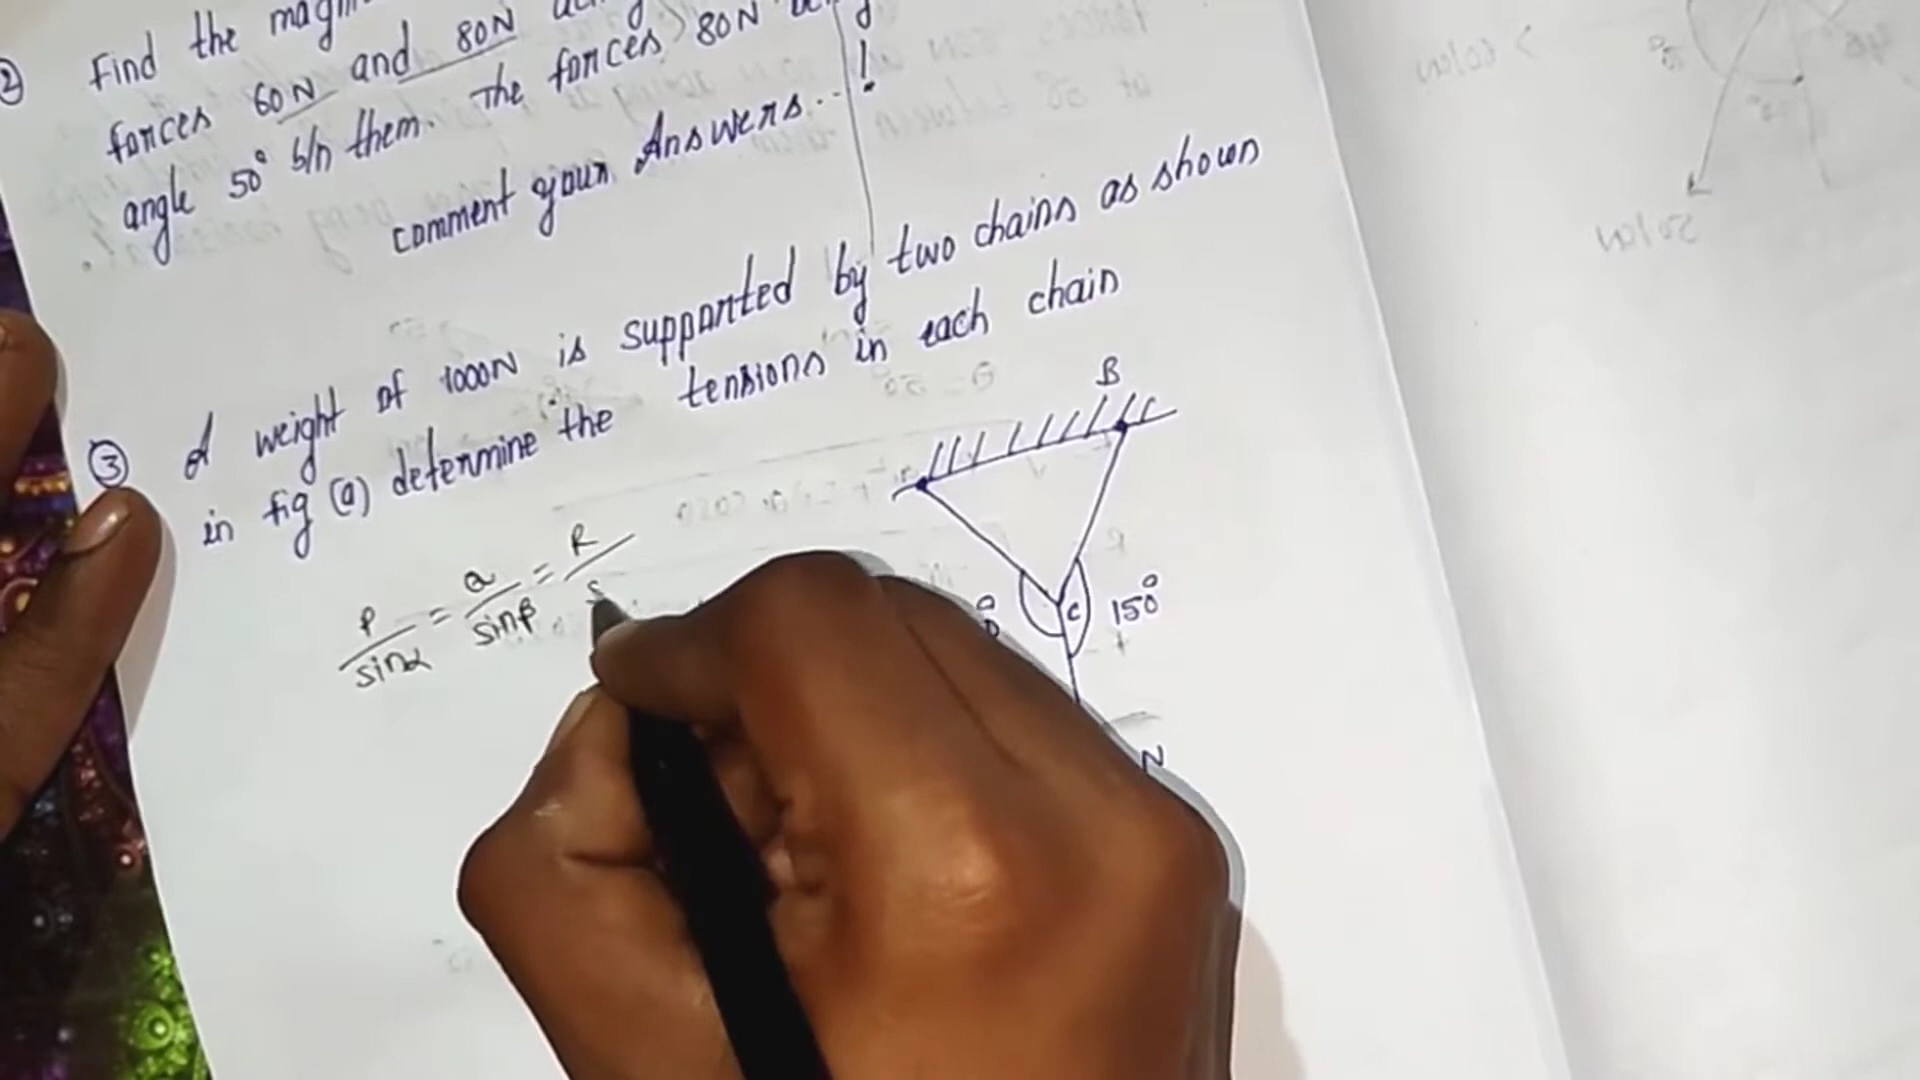 ② Find the
forces 60N and 80N
angle 50° b/n them. The forces 80N
comment your Answers...!
③ A weight of 1000N is supported by two chains as shown
in fig (a) determine the tensions in each chain
B
P/sinα = Q/sinβ = R/s
C 150°
N